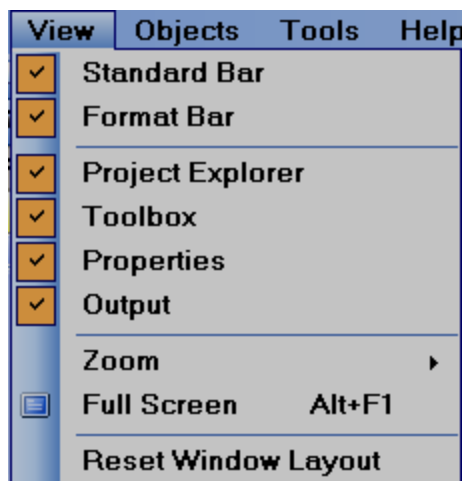 View Objects Tools Help
Standard Bar
Format Bar
Project Explorer
Toolbox
Properties
Output
Zoom
Full Screen Alt+F1
Reset Window Layout